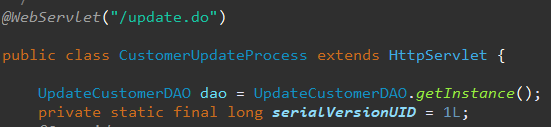 @WebServlet("/update.do")
public class CustomerUpdateProcess extends HttpServlet {
UpdateCustomerDAO dao = UpdateCustomerDAO.getInstance();
private static final long serialVersionUID = 1L;